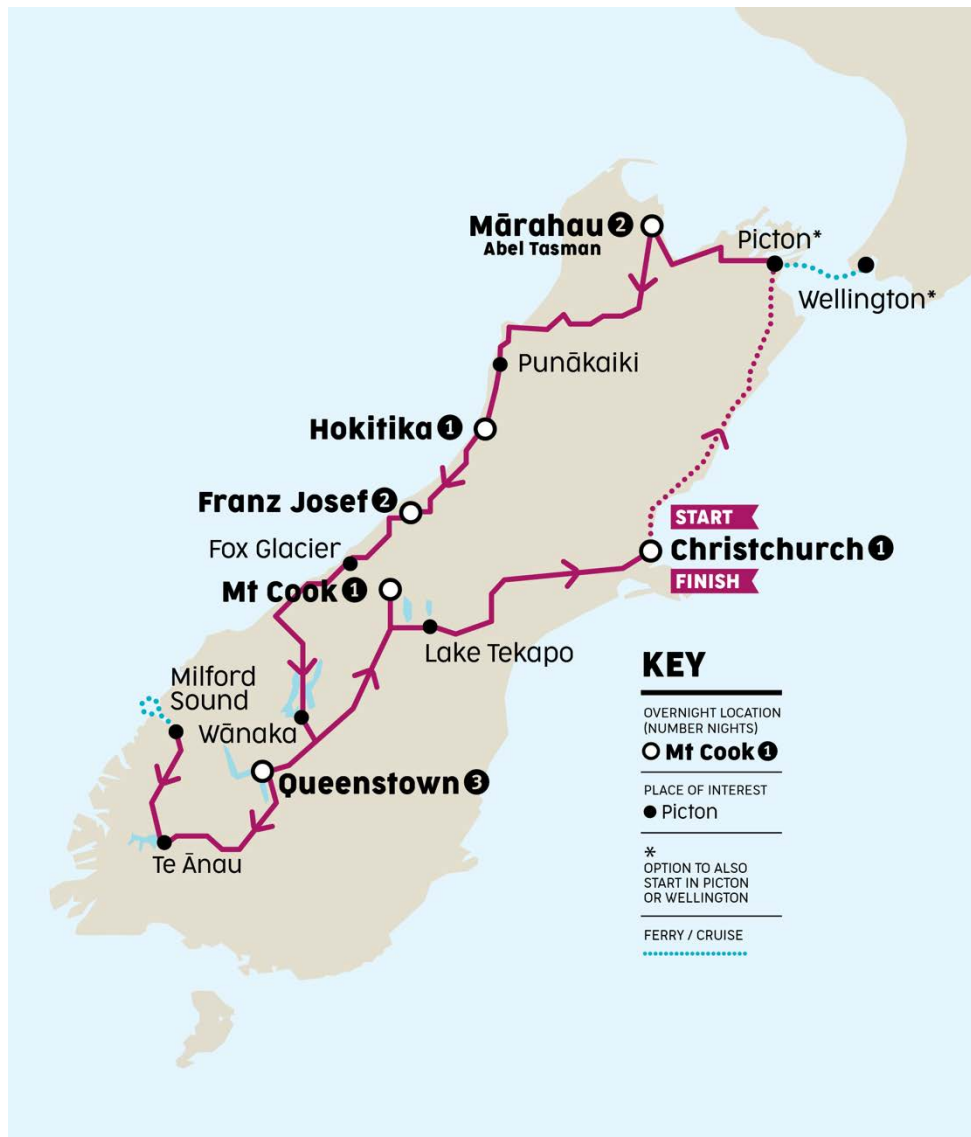 Mārahau 2
Abel Tasman
Picton*
Wellington*
Punākaiki
Hokitika 1
Franz Josef 2
START
Christchurch 1
FINISH
Fox Glacier
Mt Cook 1
Lake Tekapo
Milford
Sound
Wānaka
Queenstown 3
Te Ānau
KEY
OVERNIGHT LOCATION
(NUMBER NIGHTS)
Mt Cook 1
PLACE OF INTEREST
Picton
*
OPTION TO ALSO
START IN PICTON
OR WELLINGTON
FERRY / CRUISE